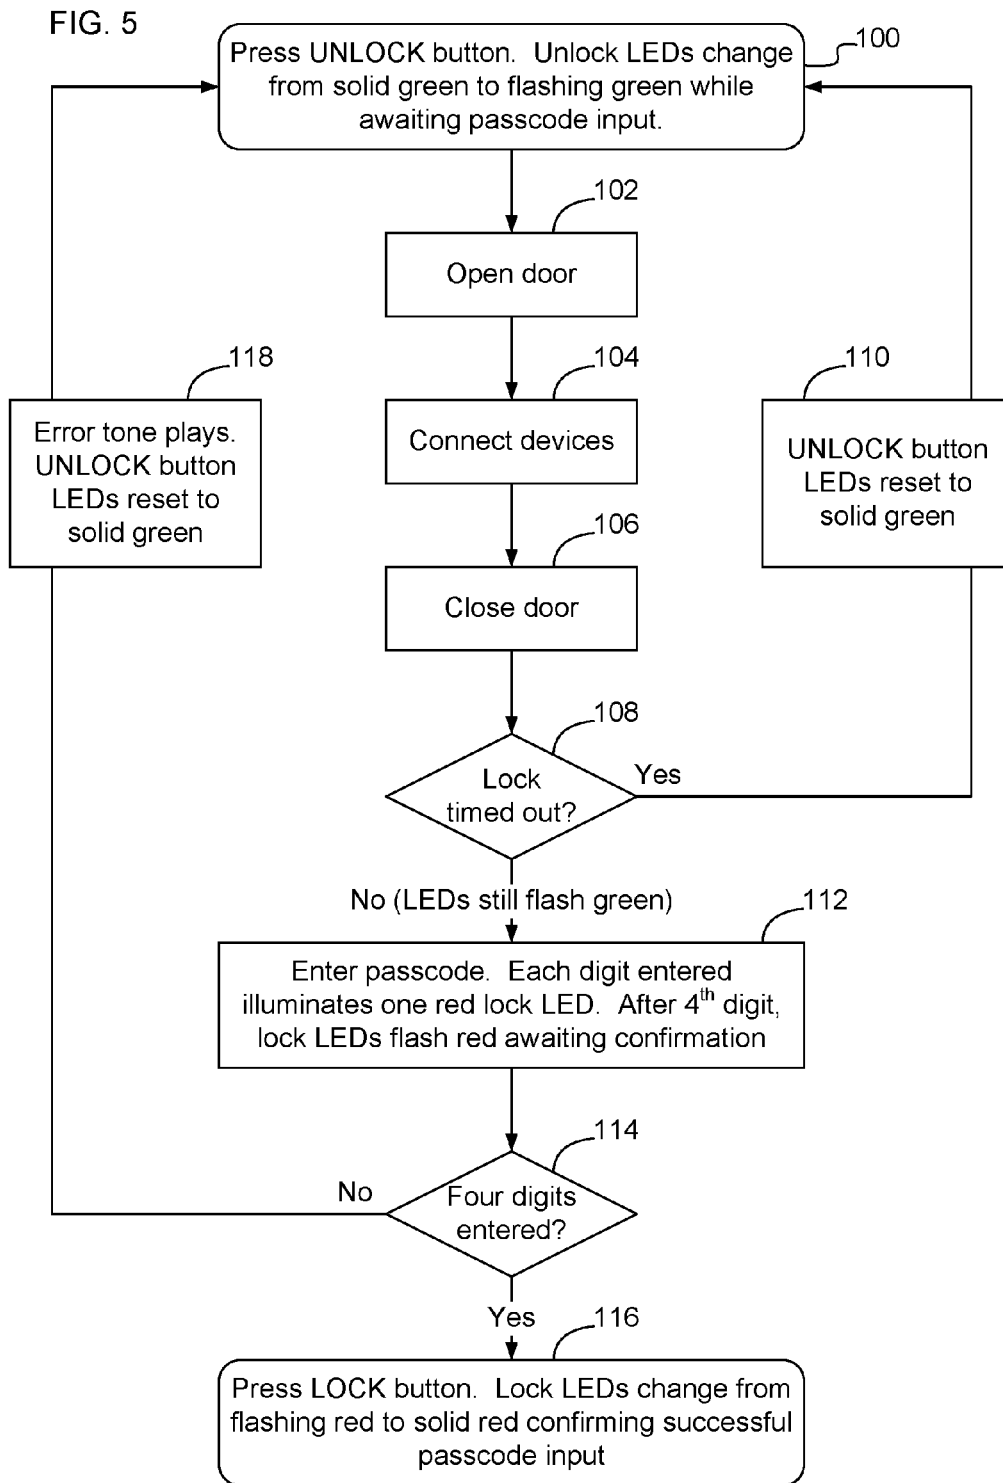 FIG. 5
100
Press UNLOCK button. Unlock LEDs change
from solid green to flashing green while
awaiting passcode input.
102
Open door
118
Error tone plays.
UNLOCK button
LEDs reset to
solid green
104
Connect devices
110
UNLOCK button
LEDs reset to
solid green
106
Close door
108
Lock
timed out?
Yes
No (LEDs still flash green)
112
Enter passcode. Each digit entered
illuminates one red lock LED. After 4th digit,
lock LEDs flash red awaiting confirmation
114
Four digits
entered?
No
Yes
116
Press LOCK button. Lock LEDs change from
flashing red to solid red confirming successful
passcode input